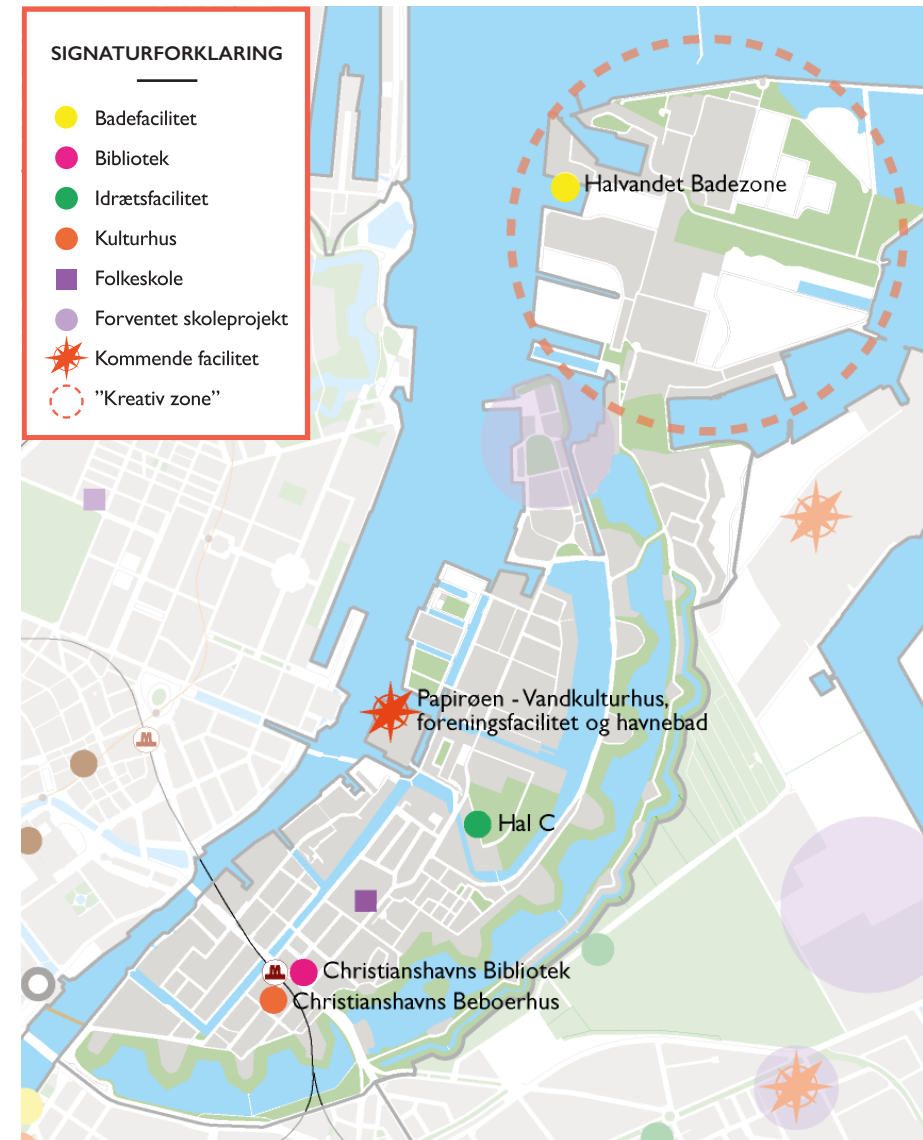 SIGNATURFORKLARING
Badefacilitet
Bibliotek
Idrætsfacilitet
Kulturhus
Folkeskole
Forventet skoleprojekt
Kommende facilitet
”Kreativ zone”
Halvandet Badezone
Papirøen - Vandkulturhus,
foreningsfacilitet og havnebad
Hal C
Christianshavns Bibliotek
Christianshavns Beboerhus